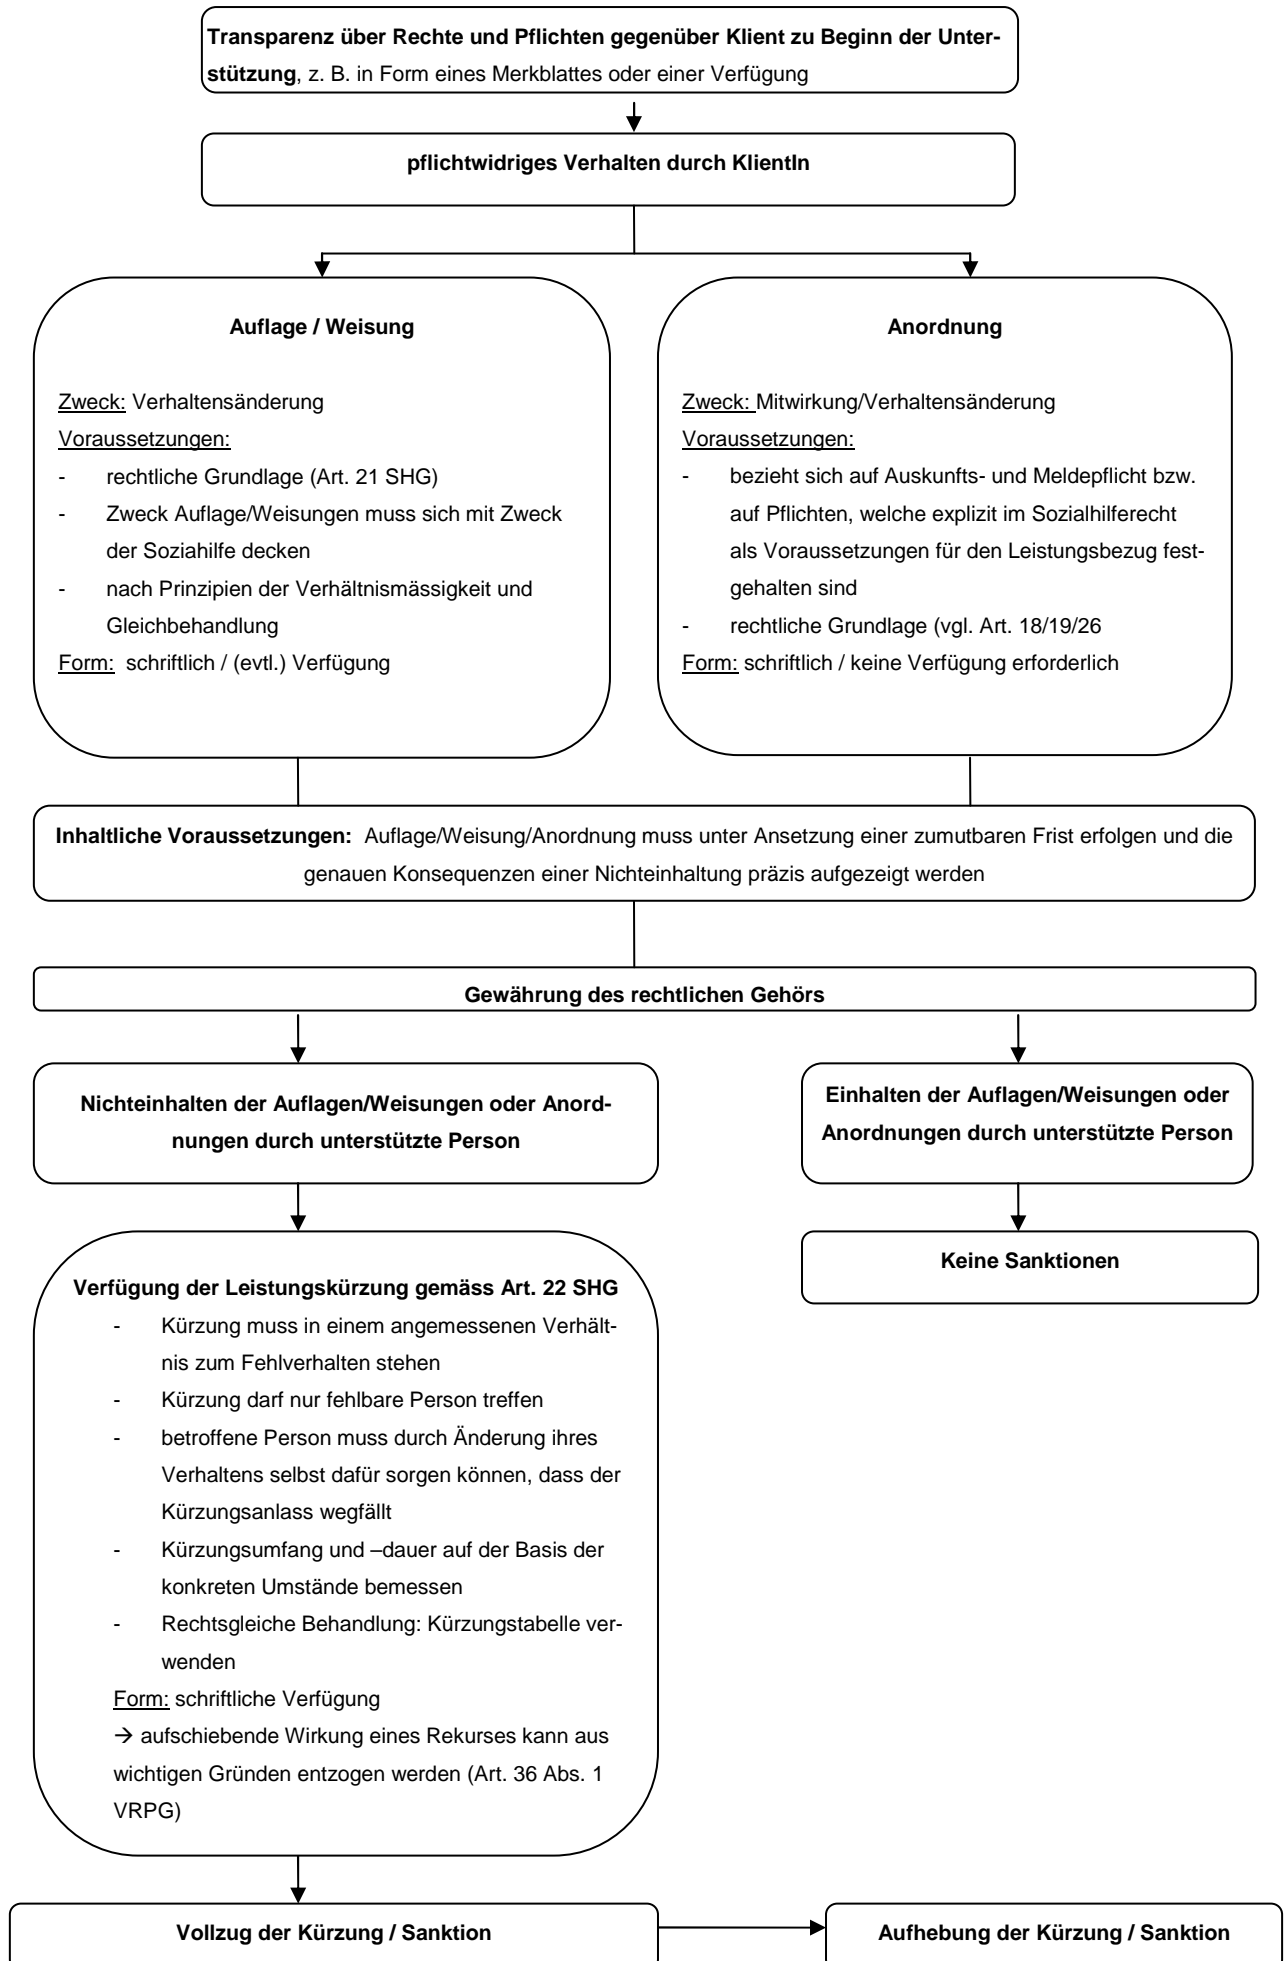 Transparenz über Rechte und Pflichten gegenüber Klient zu Beginn der Unter-
stützung, z. B. in Form eines Merkblattes oder einer Verfügung
pflichtwidriges Verhalten durch KlientIn
Auflage / Weisung
Zweck: Verhaltensänderung
Voraussetzungen:
- rechtliche Grundlage (Art. 21 SHG)
- Zweck Auflage/Weisungen muss sich mit Zweck
der Soziahilfe decken
- nach Prinzipien der Verhältnismässigkeit und
Gleichbehandlung
Form: schriftlich / (evtl.) Verfügung
Anordnung
Zweck: Mitwirkung/Verhaltensänderung
Voraussetzungen:
- bezieht sich auf Auskunfts- und Meldepflicht bzw.
auf Pflichten, welche explizit im Sozialhilferecht
als Voraussetzungen für den Leistungsbezug fest-
gehalten sind
- rechtliche Grundlage (vgl. Art. 18/19/26
Form: schriftlich / keine Verfügung erforderlich
Inhaltliche Voraussetzungen: Auflage/Weisung/Anordnung muss unter Ansetzung einer zumutbaren Frist erfolgen und die
genauen Konsequenzen einer Nichteinhaltung präzis aufgezeigt werden
Gewährung des rechtlichen Gehörs
Nichteinhalten der Auflagen/Weisungen oder Anord-
nungen durch unterstützte Person
Einhalten der Auflagen/Weisungen oder
Anordnungen durch unterstützte Person
Keine Sanktionen
Verfügung der Leistungskürzung gemäss Art. 22 SHG
- Kürzung muss in einem angemessenen Verhält-
nis zum Fehlverhalten stehen
- Kürzung darf nur fehlbare Person treffen
- betroffene Person muss durch Änderung ihres
Verhaltens selbst dafür sorgen können, dass der
Kürzungsanlass wegfällt
- Kürzungsumfang und –dauer auf der Basis der
konkreten Umstände bemessen
- Rechtsgleiche Behandlung: Kürzungstabelle ver-
wenden
Form: schriftliche Verfügung
→ aufschiebende Wirkung eines Rekurses kann aus
wichtigen Gründen entzogen werden (Art. 36 Abs. 1
VRPG)
Vollzug der Kürzung / Sanktion
Aufhebung der Kürzung / Sanktion